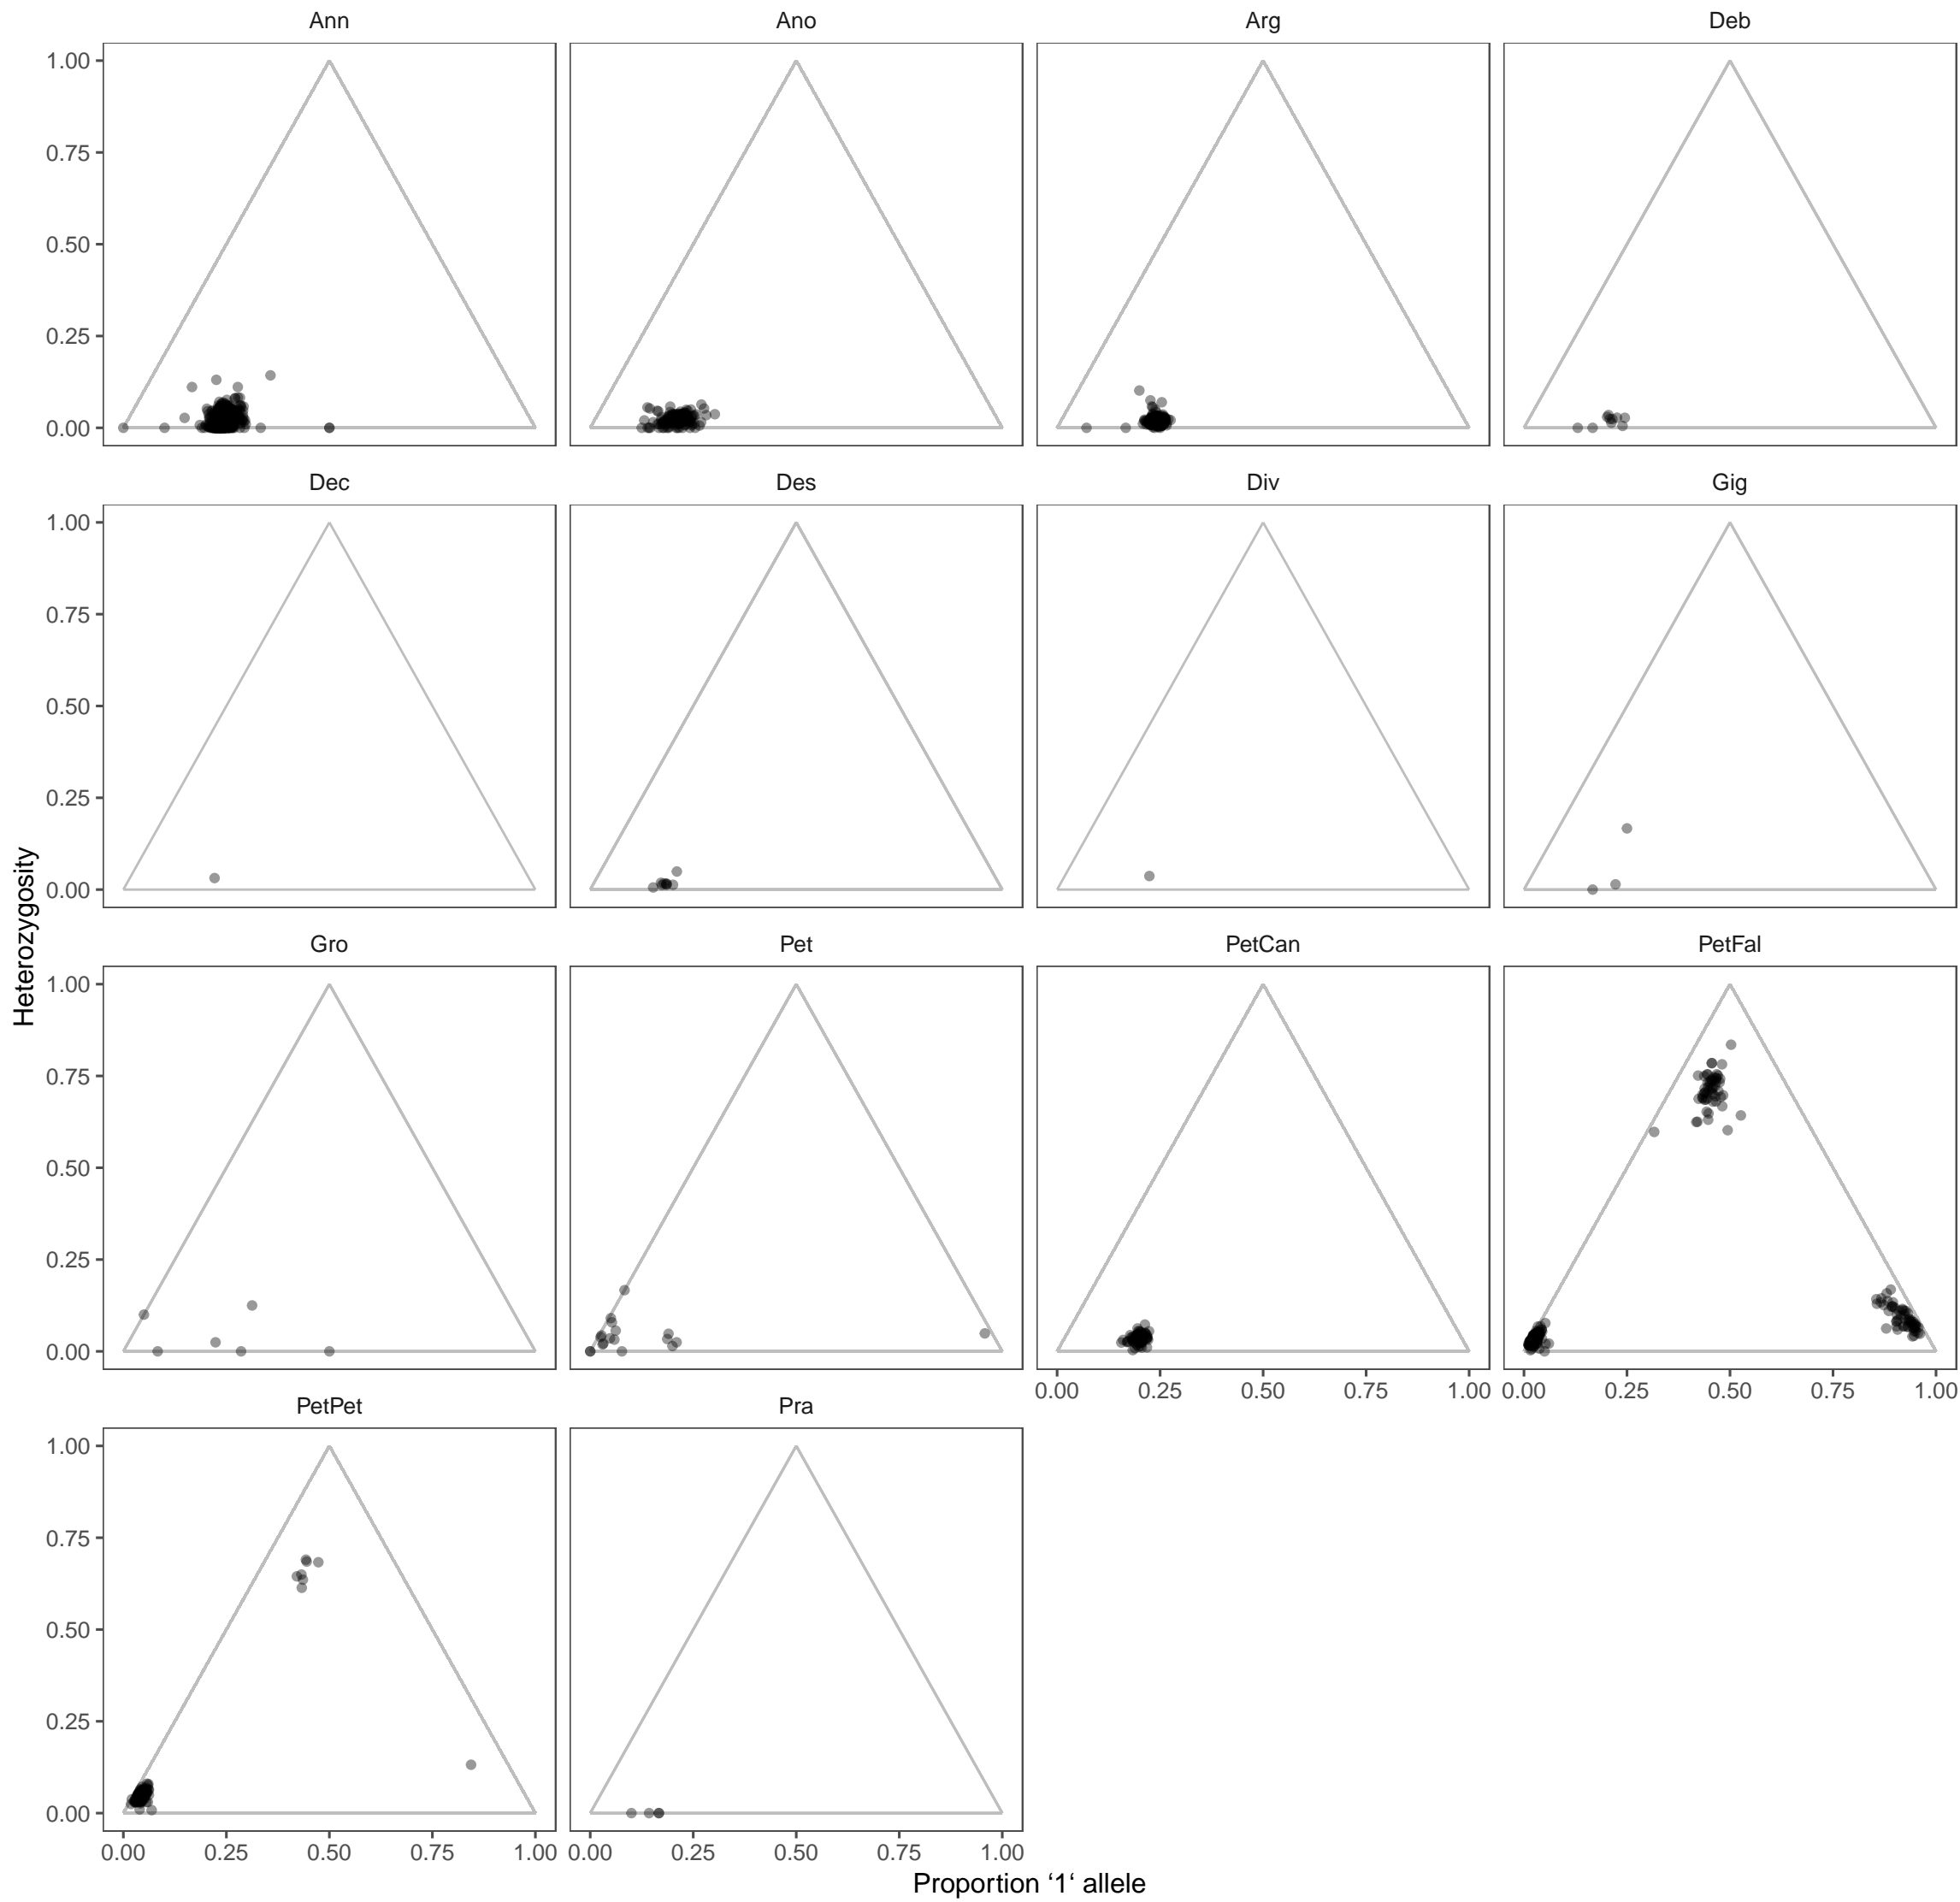 Ann Ano Arg Deb
1.00
0.75
0.50
0.25
0.00
Dec Des Div Gig
1.00
0.75
0.50
0.25
0.00
Heterozygosity
Gro Pet PetCan PetFal
1.00
0.75
0.50
0.25
0.00
0.00 0.25 0.50 0.75 1.00 0.00 0.25 0.50 0.75 1.00
PetPet Pra
1.00
0.75
0.50
0.25
0.00
0.00 0.25 0.50 0.75 1.00 0.00 0.25 0.50 0.75 1.00
Proportion ‘1‘ allele